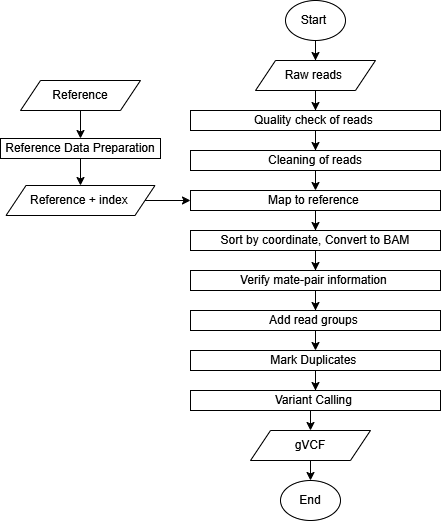 Start
Raw reads
Reference
Quality check of reads
Reference Data Preparation
Cleaning of reads
Reference + index
Map to reference
Sort by coordinate, Convert to BAM
Verify mate-pair information
Add read groups
Mark Duplicates
Variant Calling
gVCF
End